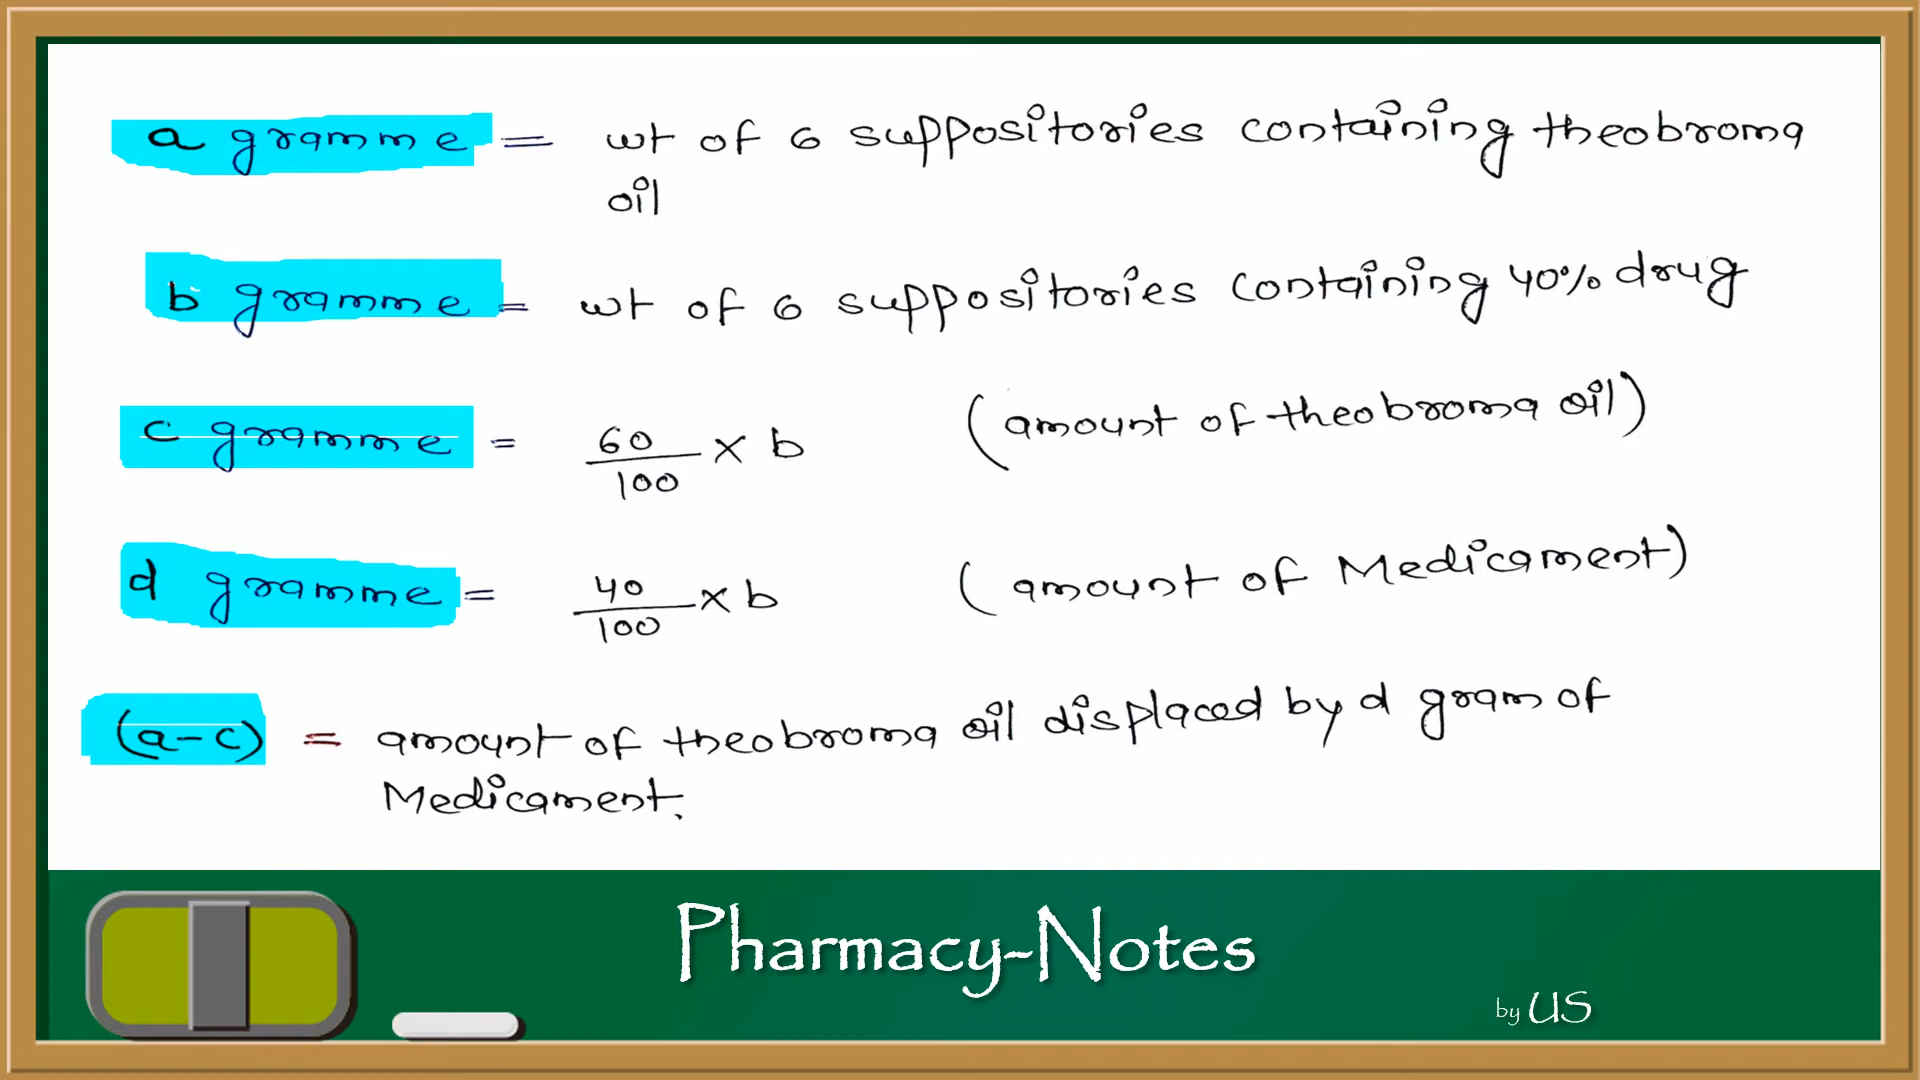 a gramme = wt of 6 suppositories containing theobroma
oil
b gramme = wt of 6 suppositories containing 40% drug
c gramme = 60/100 × b (amount of theobroma oil)
d gramme = 40/100 × b (amount of Medicament)
(a-c) = amount of theobroma oil displaced by d gram of
Medicament.
Pharmacy-Notes
by US